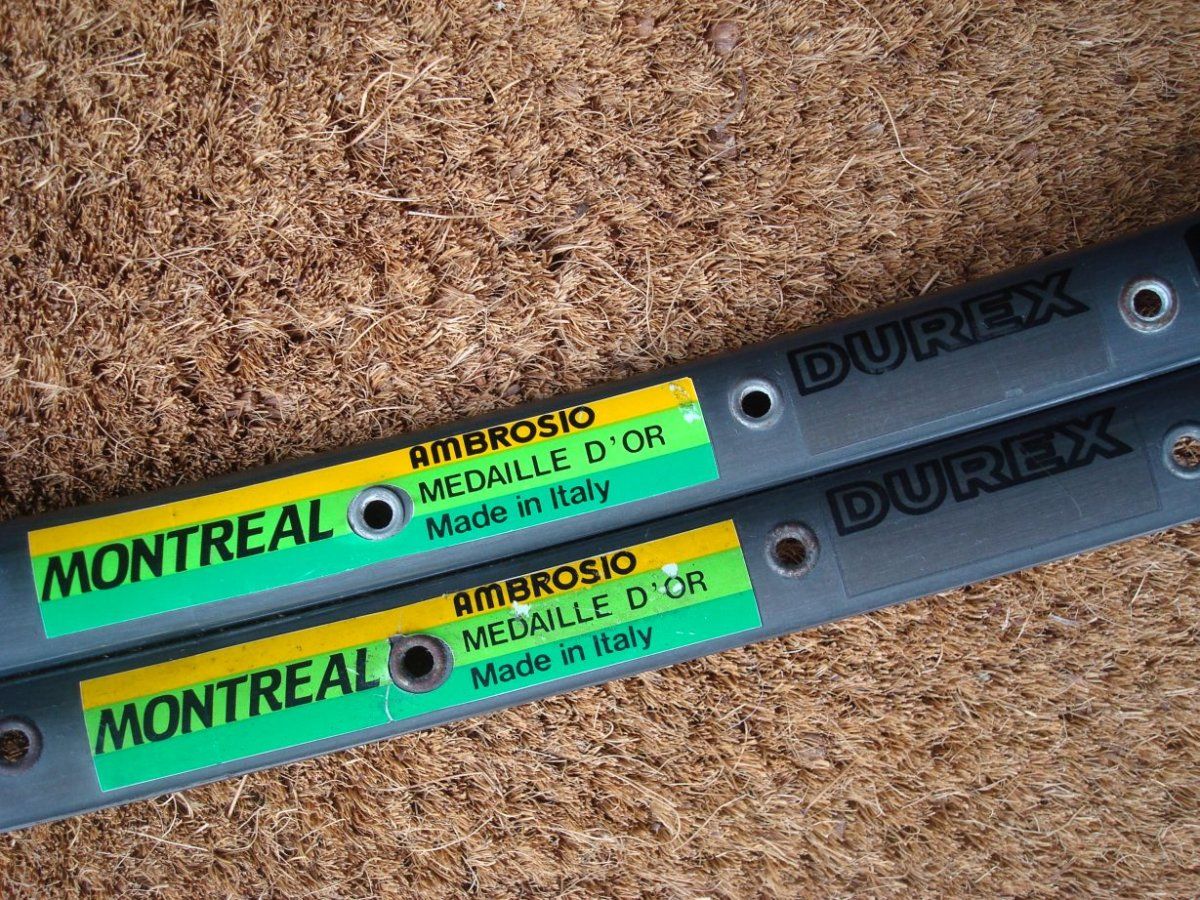 AMBROSIO
MONTREAL MEDAILLE D'OR
Made in Italy
DUREX
AMBROSIO
MONTREAL MEDAILLE D'OR
Made in Italy
DUREX